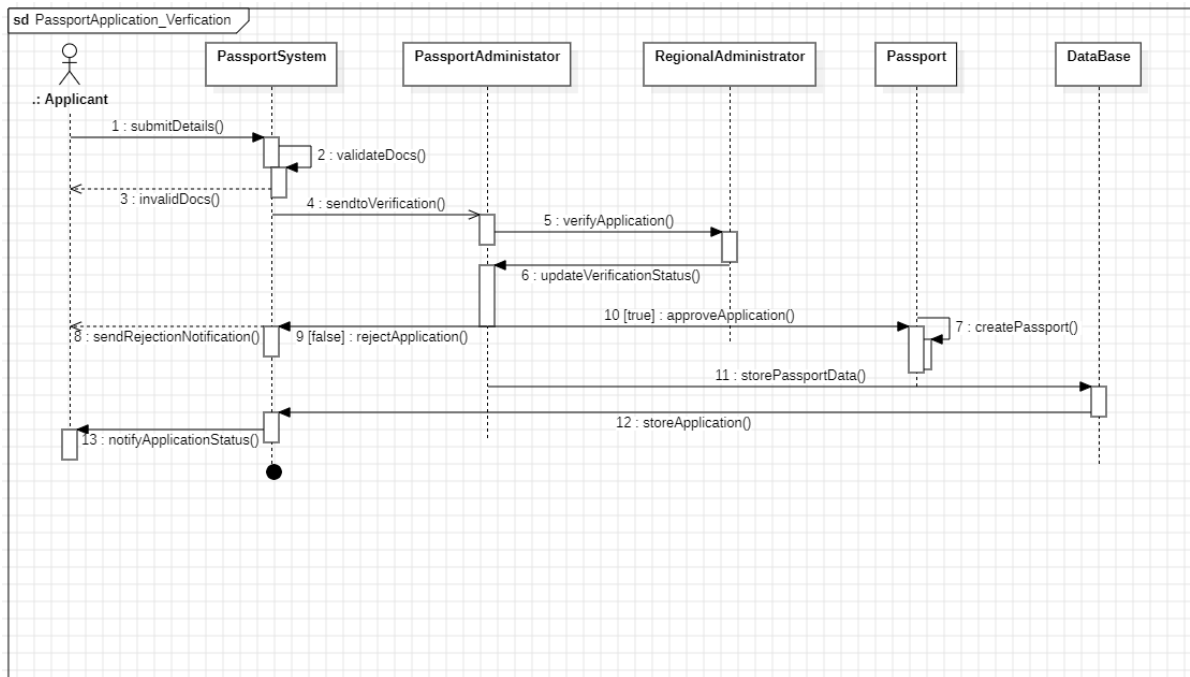 sd PassportApplication_Verfication
PassportSystem
PassportAdministator
RegionalAdministrator
Passport
DataBase
.: Applicant
1 : submitDetails()
2 : validateDocs()
3 : invalidDocs()
4 : sendtoVerification()
5 : verifyApplication()
6 : updateVerificationStatus()
10 [true] : approveApplication()
7 : createPassport()
8 : sendRejectionNotification()
9 [false] : rejectApplication()
11 : storePassportData()
12 : storeApplication()
13 : notifyApplicationStatus()